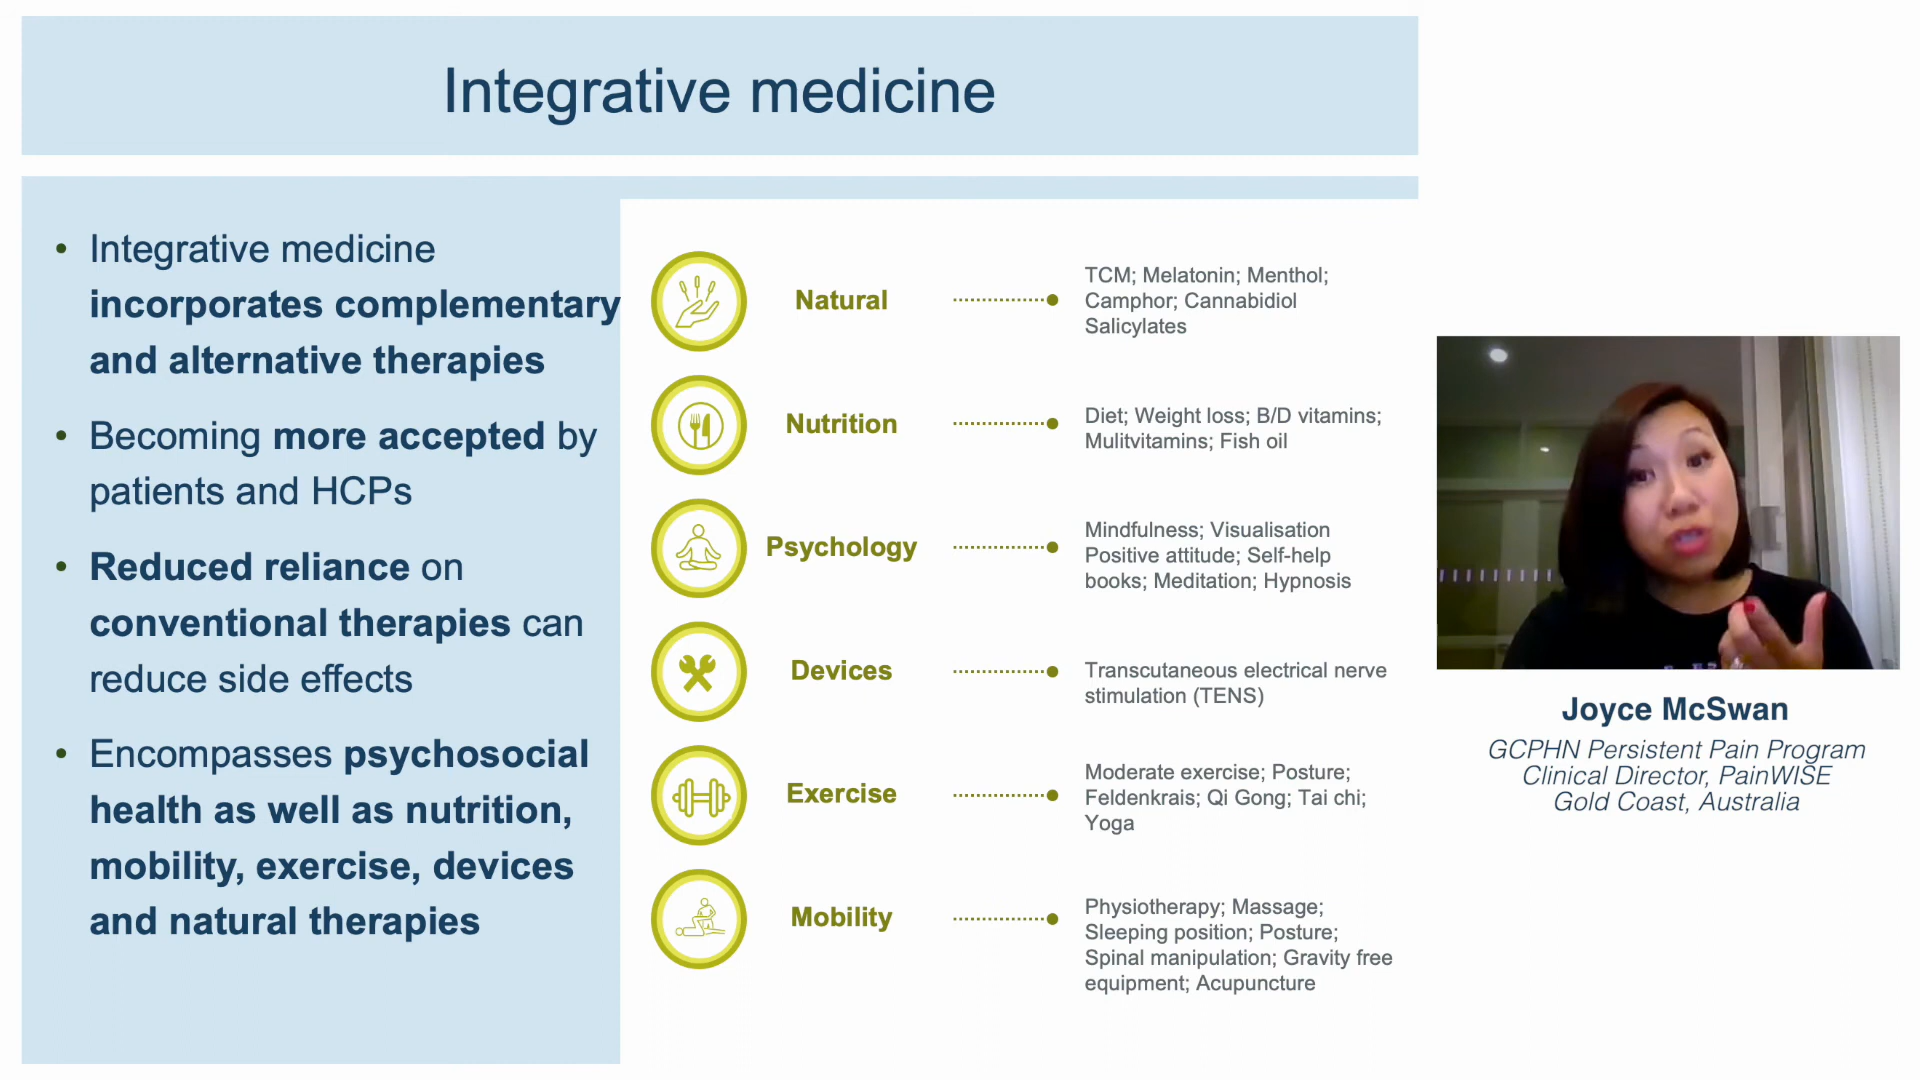 Integrative medicine
• Integrative medicine
incorporates complementary
and alternative therapies
• Becoming more accepted by
patients and HCPs
• Reduced reliance on
conventional therapies can
reduce side effects
• Encompasses psychosocial
health as well as nutrition,
mobility, exercise, devices
and natural therapies
Natural
TCM; Melatonin; Menthol;
Camphor; Cannabidiol
Salicylates
Nutrition
Diet; Weight loss; B/D vitamins;
Mulitvitamins; Fish oil
Psychology
Mindfulness; Visualisation
Positive attitude; Self-help
books; Meditation; Hypnosis
Devices
Transcutaneous electrical nerve
stimulation (TENS)
Exercise
Moderate exercise; Posture;
Feldenkrais; Qi Gong; Tai chi;
Yoga
Mobility
Physiotherapy; Massage;
Sleeping position; Posture;
Spinal manipulation; Gravity free
equipment; Acupuncture
Joyce McSwan
GCPHN Persistent Pain Program
Clinical Director, PainWISE
Gold Coast, Australia